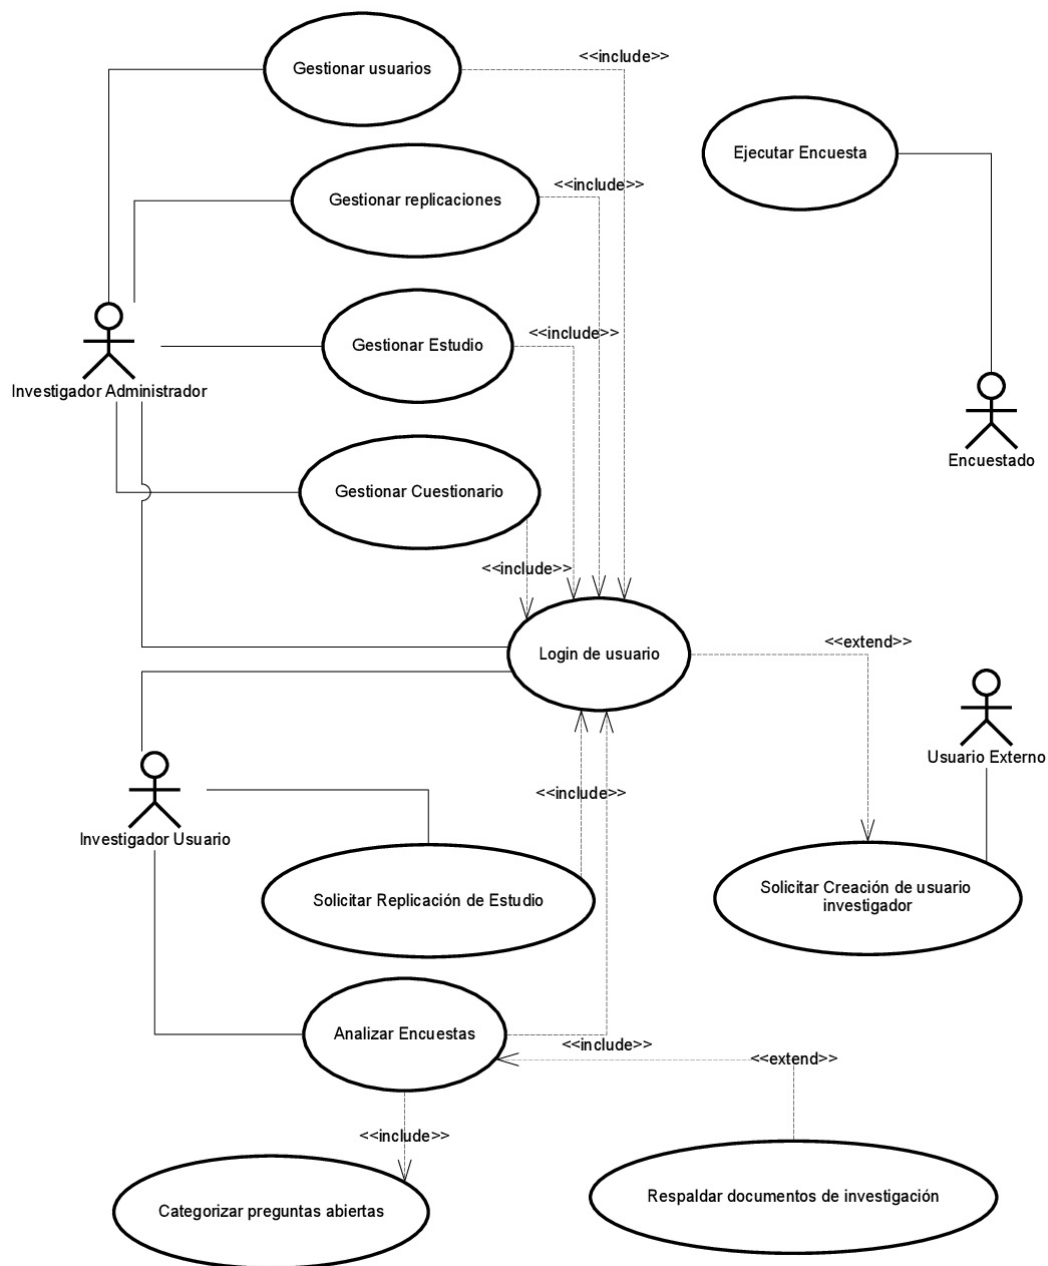 Gestionar usuarios
<<include>>
Ejecutar Encuesta
Gestionar replicaciones
<<include>>
Gestionar Estudio
<<include>>
Investigador Administrador
Encuestado
Gestionar Cuestionario
<<include>>
Login de usuario
<<extend>>
Usuario Externo
<<include>>
Investigador Usuario
Solicitar Replicación de Estudio
Solicitar Creación de usuario
investigador
Analizar Encuestas
<<include>>
<<extend>>
<<include>>
Categorizar preguntas abiertas
Respaldar documentos de investigación